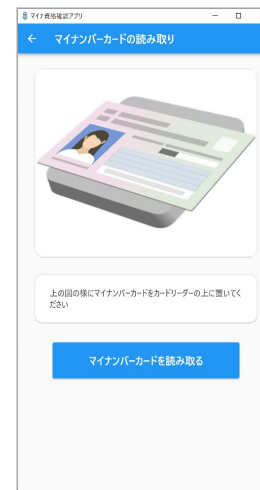 マイナ資格確認アプリ
マイナンバーカードの読み取り
上の図の様にマイナンバーカードをカードリーダーの上に置いてく
ださい
マイナンバーカードを読み取る